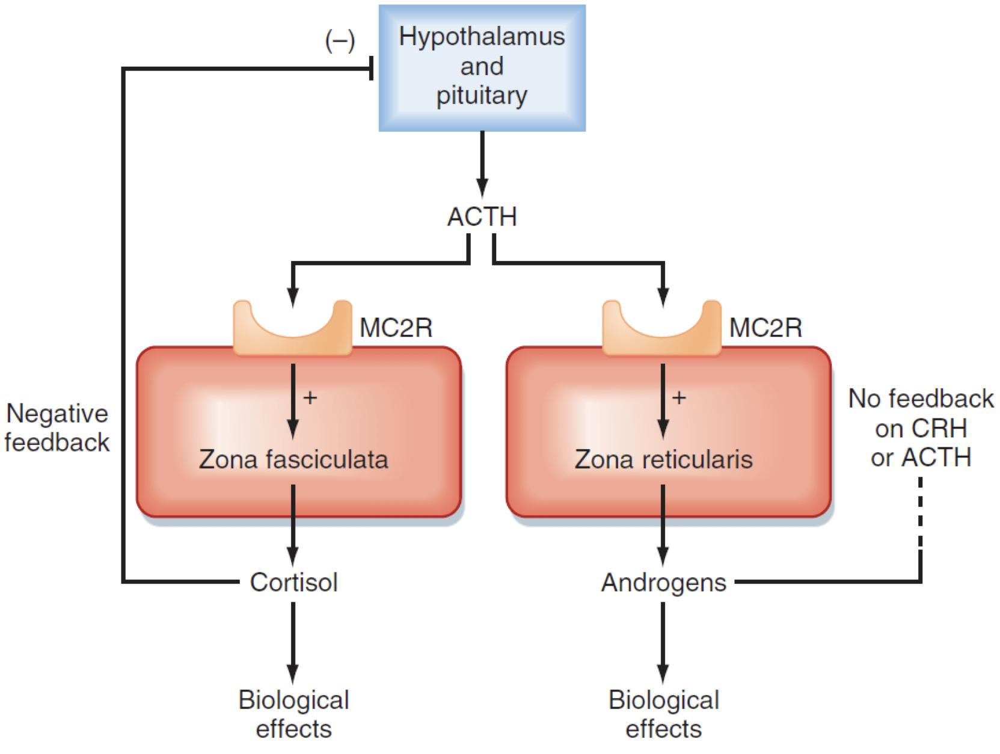 (–)
Hypothalamus
and
pituitary
ACTH
MC2R
MC2R
+
+
Zona fasciculata
Zona reticularis
Negative
feedback
No feedback
on CRH
or ACTH
Cortisol
Androgens
Biological
effects
Biological
effects